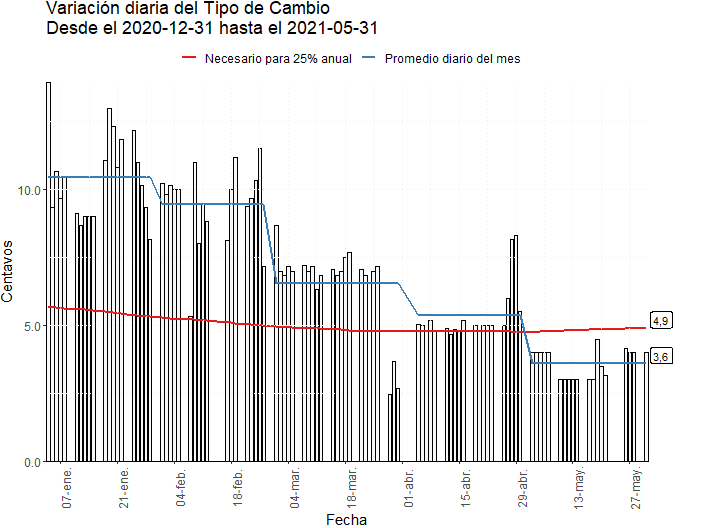 Variación diaria del Tipo de Cambio
Desde el 2020-12-31 hasta el 2021-05-31
Necesario para 25% anual
Promedio diario del mes
Centavos
10.0
5.0
0.0
4,9
3,6
07-ene.
21-ene.
04-feb.
18-feb.
04-mar.
18-mar.
01-abr.
15-abr.
29-abr.
13-may.
27-may.
Fecha